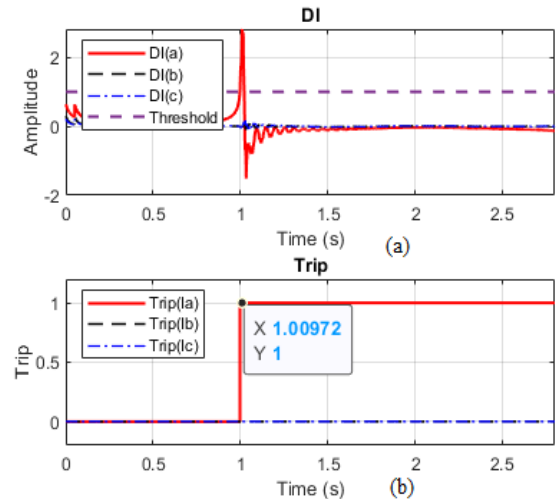 DI
DI(a)
DI(b)
DI(c)
Threshold
2
0
-2
Amplitude
0 0.5 1 1.5 2 2.5
Time (s)
(a)
Trip
Trip(Ia)
Trip(Ib)
Trip(Ic)
X 1.00972
Y 1
1
0.5
0
Trip
0 0.5 1 1.5 2 2.5
Time (s)
(b)